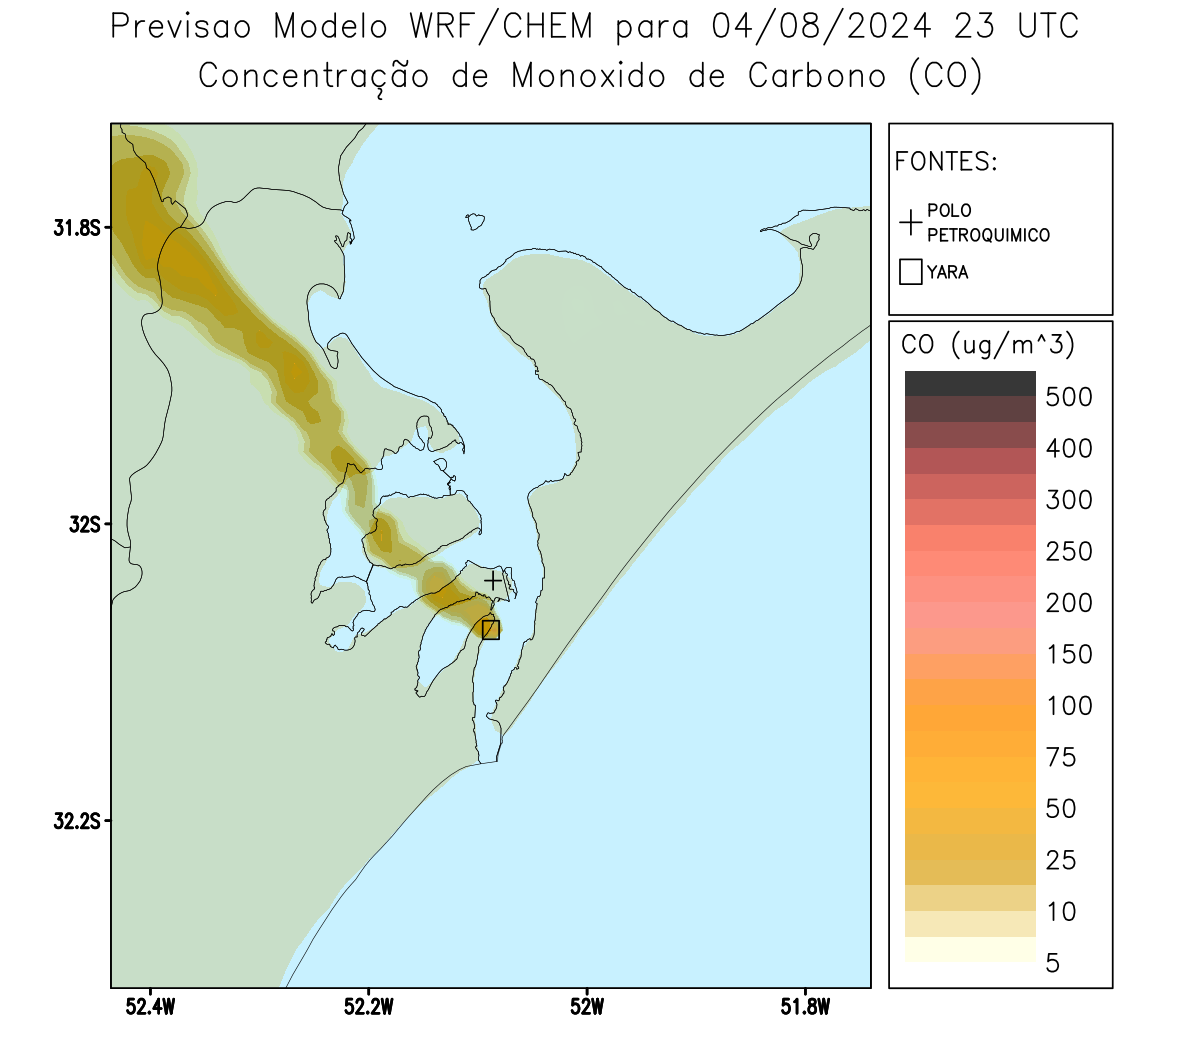 Previsao Modelo WRF/CHEM para 04/08/2024 23 UTC
Concentração de Monoxido de Carbono (CO)
FONTES:
POLO
PETROQUIMICO
YARA
CO (ug/m^3)
500
400
300
250
200
150
100
75
50
25
10
5
31.8S
32S
32.2S
52.4W
52.2W
52W
51.8W